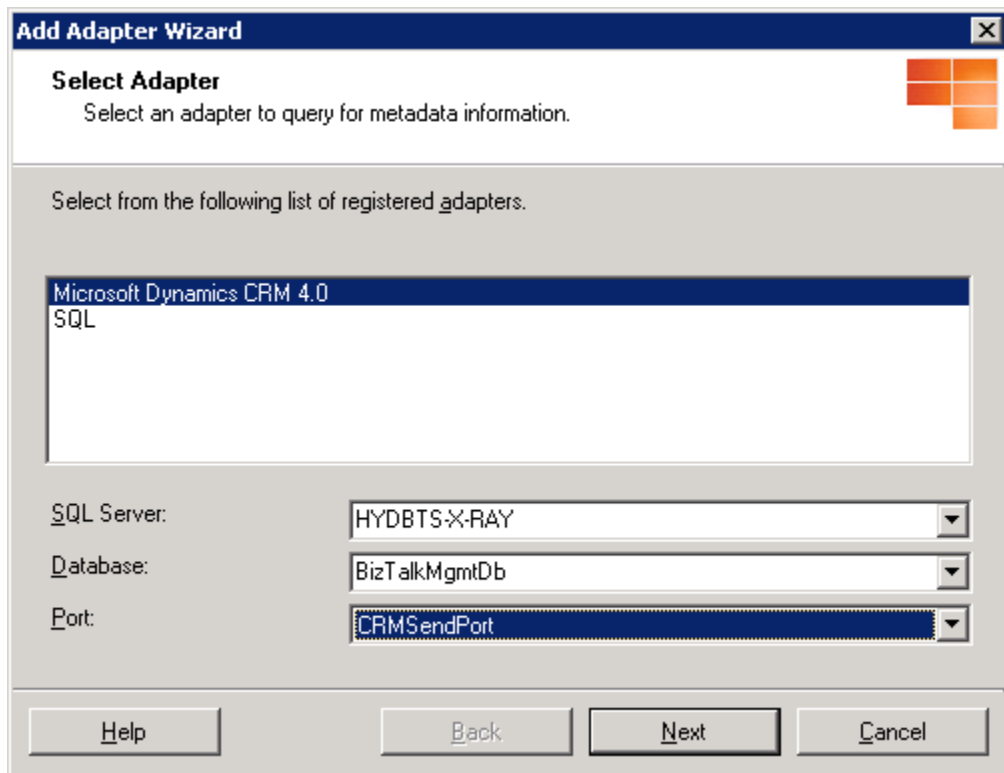 Add Adapter Wizard
Select Adapter
Select an adapter to query for metadata information.
Select from the following list of registered adapters.
Microsoft Dynamics CRM 4.0
SQL
SQL Server: HYDBTS-X-RAY
Database: BizTalkMgmtDb
Port: CRMSendPort
Help Back Next Cancel